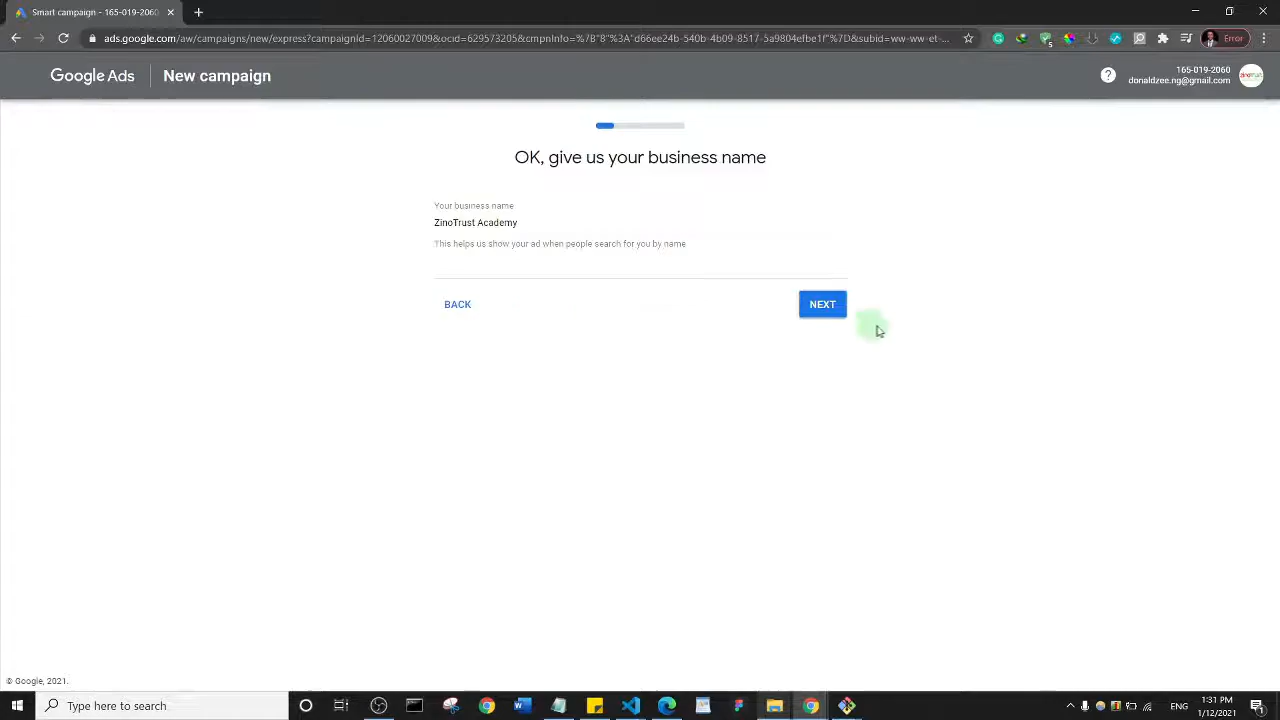 Smart campaign - 165-019-2060
ads.google.com/aw/campaigns/new/express?campaignId=12060027009&ocid=629573205&cmpnInfo=%7B"8"%3A"d66ee24b-540b-4b09-8517-5a9804efbe1f"%7D&subid=ww-ww-et-...
5
Error
Google Ads
New campaign
?
165-019-2060
donaldzee.ng@gmail.com
OK, give us your business name
Your business name
ZinoTrust Academy
This helps us show your ad when people search for you by name
BACK
NEXT
© Google, 2021.
Type here to search
ENG
1:31 PM
1/12/2021